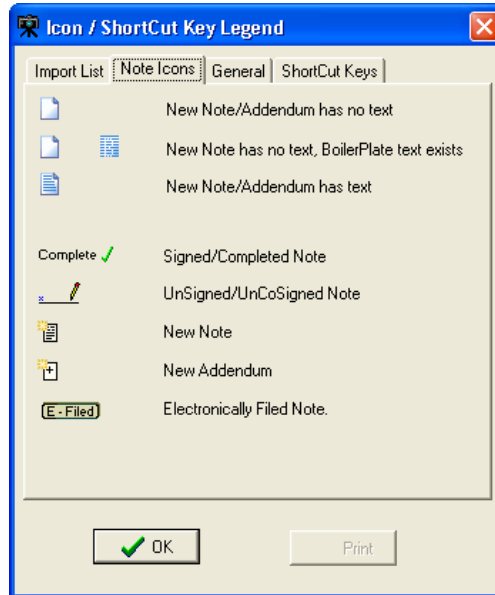 Icon / ShortCut Key Legend
Import List Note Icons General ShortCut Keys
New Note/Addendum has no text
New Note has no text, BoilerPlate text exists
New Note/Addendum has text
Complete Signed/Completed Note
x UnSigned/UnCoSigned Note
New Note
New Addendum
E - Filed Electronically Filed Note.
OK Print